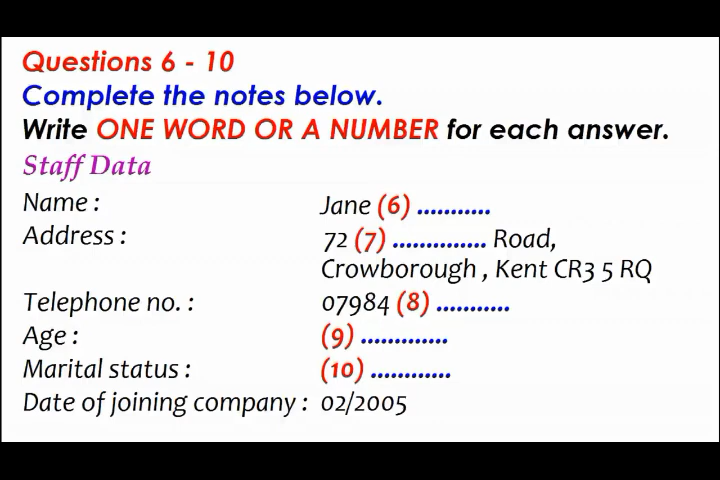 Questions 6 - 10
Complete the notes below.
Write ONE WORD OR A NUMBER for each answer.
Staff Data
Name : Jane (6) ...........
Address : 72 (7) .............. Road,
Crowborough , Kent CR3 5 RQ
Telephone no. : 07984 (8) ...........
Age : (9) .............
Marital status : (10) ............
Date of joining company : 02/2005